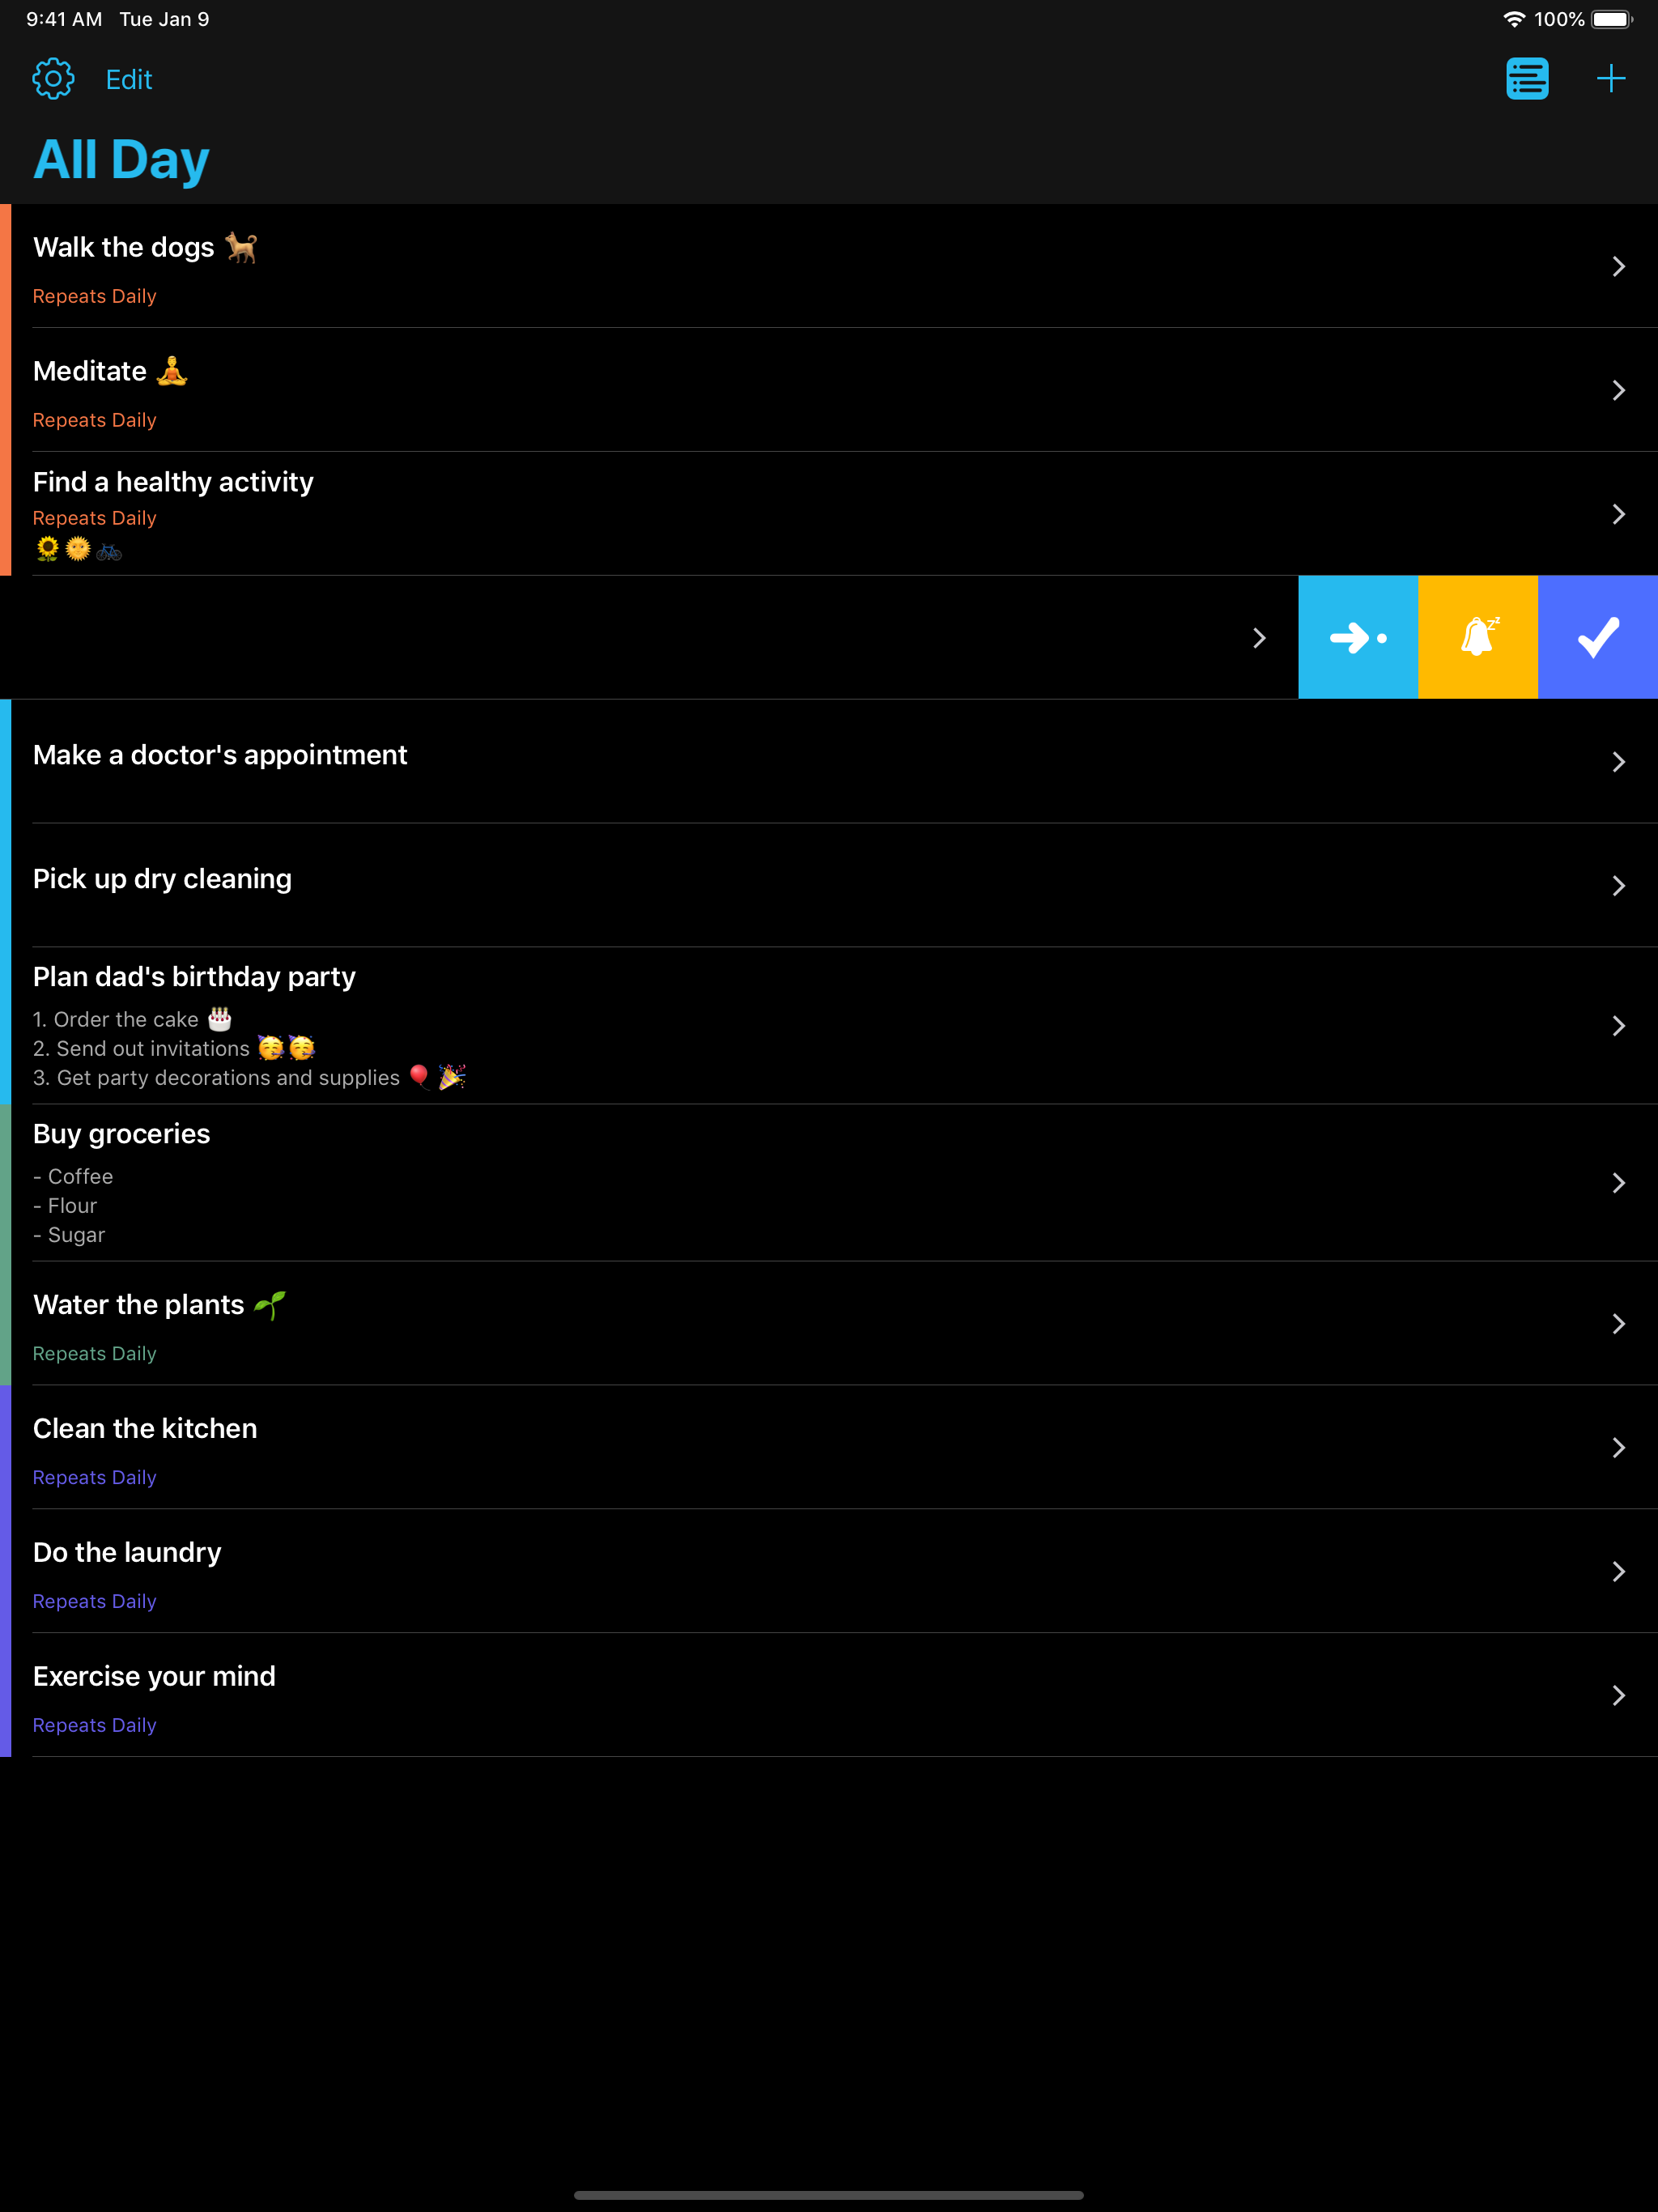 9:41 AM Tue Jan 9 100%
Edit
All Day
Walk the dogs 🐕
Repeats Daily
Meditate 🧘
Repeats Daily
Find a healthy activity
Repeats Daily
🌻🌞🚲
Make a doctor's appointment
Pick up dry cleaning
Plan dad's birthday party
1. Order the cake 🎂
2. Send out invitations 🥳🥳
3. Get party decorations and supplies 🎈🎉
Buy groceries
- Coffee
- Flour
- Sugar
Water the plants 🌱
Repeats Daily
Clean the kitchen
Repeats Daily
Do the laundry
Repeats Daily
Exercise your mind
Repeats Daily